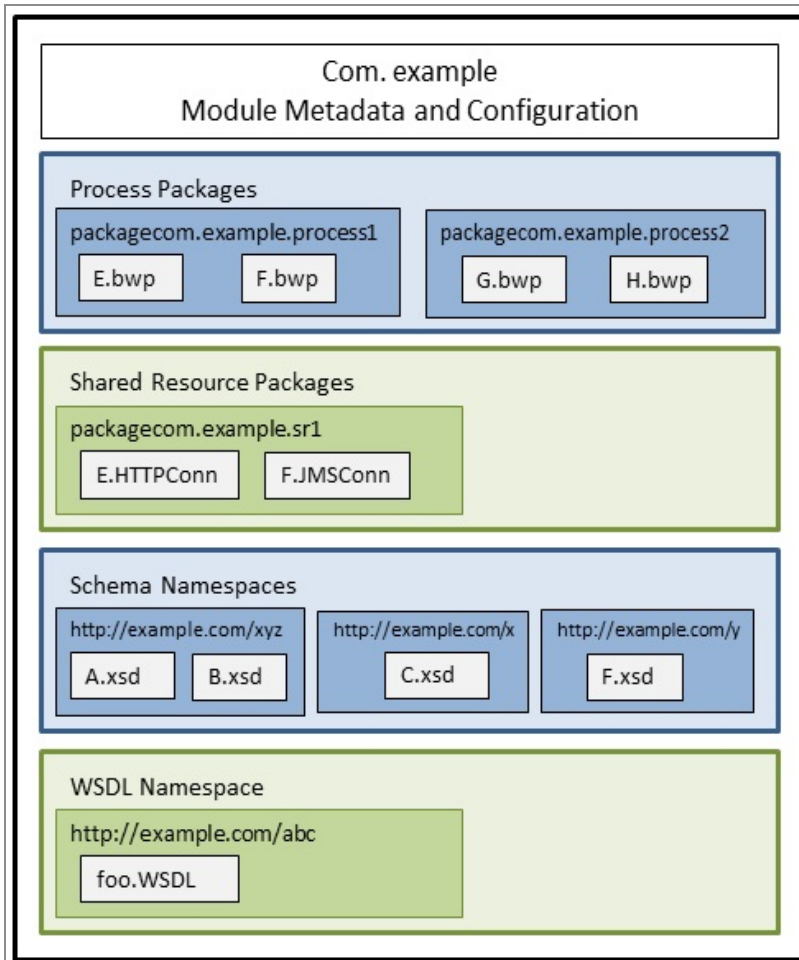 Com. example
Module Metadata and Configuration
Process Packages
packagecom.example.process1
E.bwp
F.bwp
packagecom.example.process2
G.bwp
H.bwp
Shared Resource Packages
packagecom.example.sr1
E.HTTPConn
F.JMSConn
Schema Namespaces
http://example.com/xyz
A.xsd
B.xsd
http://example.com/x
C.xsd
http://example.com/y
F.xsd
WSDL Namespace
http://example.com/abc
foo.WSDL